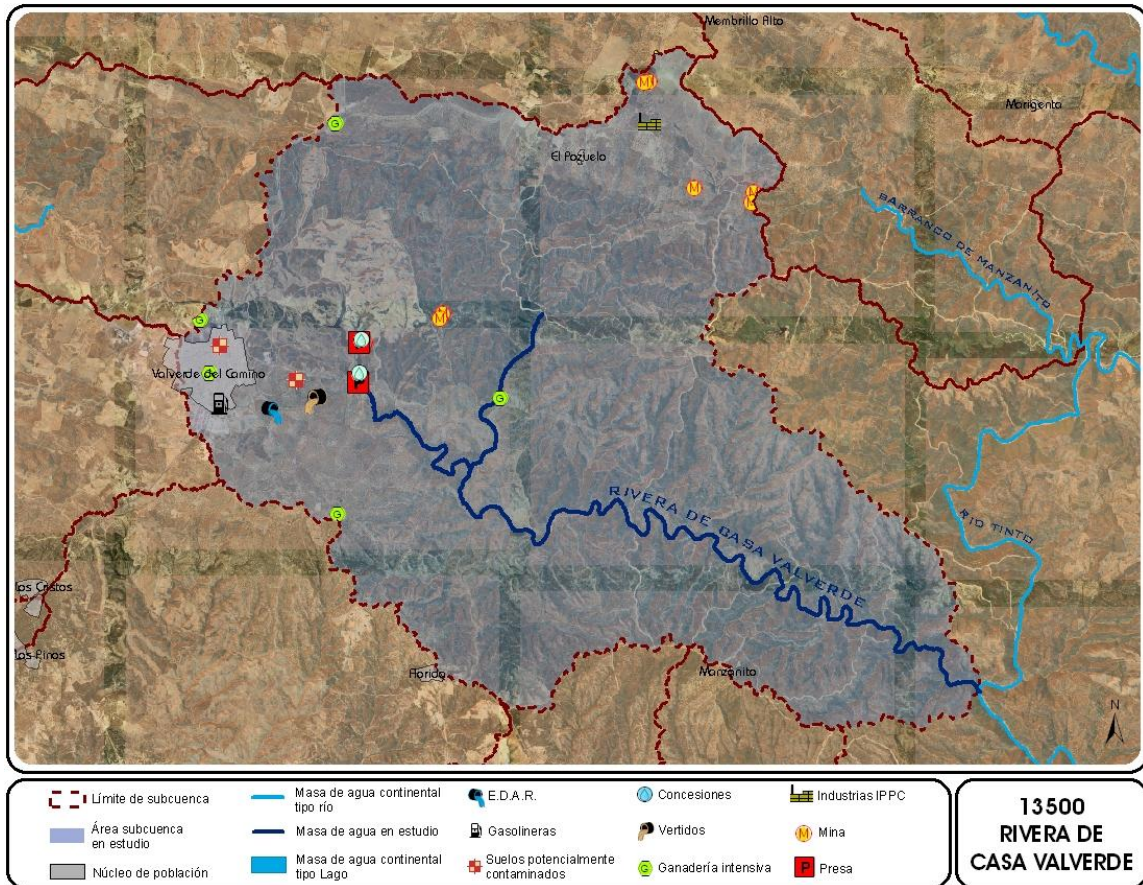 Membrillo Alto
Marigenta
El Pozuelo
BARRANCO DE MANZANITO
Valverde del Camino
RIVERA DE CASA VALVERDE
RIO TINTO
Los Cristos
Los Pinos
Florida
Manzanito
N
Límite de subcuenca
Área subcuenca
en estudio
Núcleo de población
Masa de agua continental
tipo río
Masa de agua en estudio
Masa de agua continental
tipo Lago
E.D.A.R.
Gasolineras
Suelos potencialmente
contaminados
Concesiones
Vertidos
G Ganadería intensiva
Industrias IPPC
M Mina
P Presa
13500
RIVERA DE
CASA VALVERDE